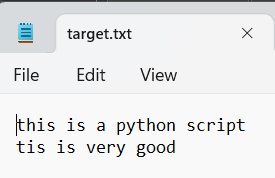 target.txt
File Edit View
this is a python script
tis is very good